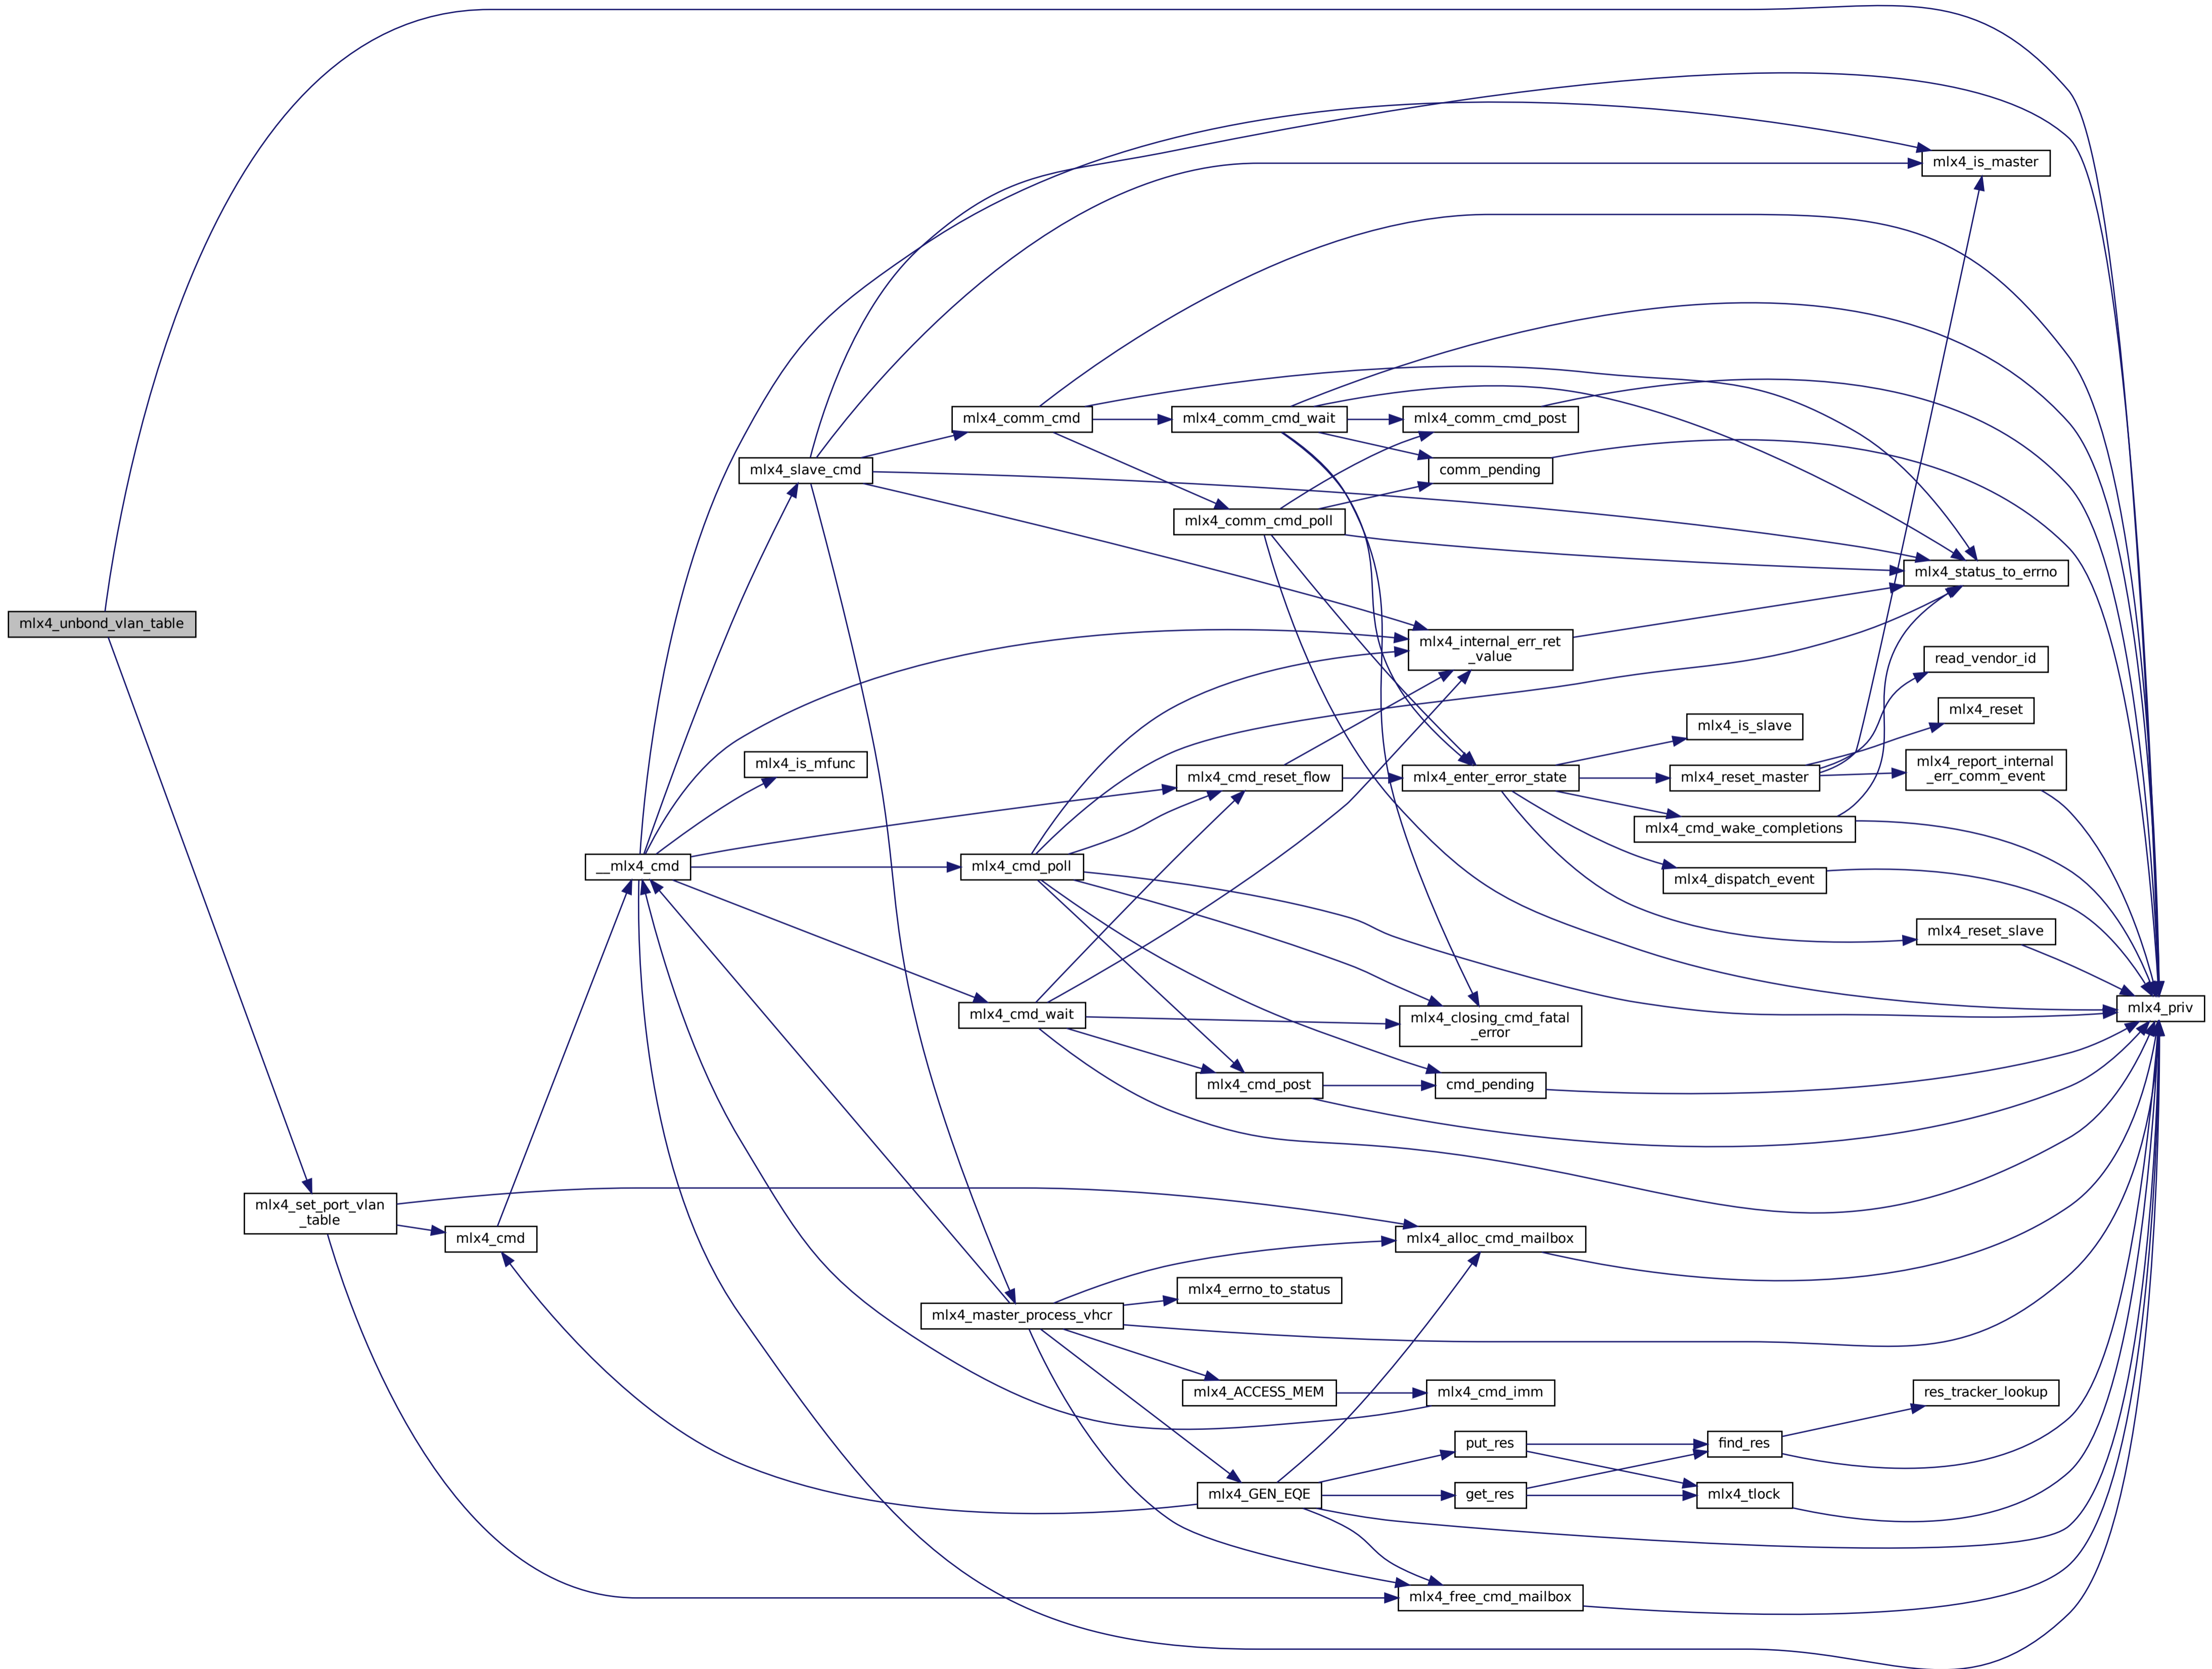 mlx4_is_master
mlx4_comm_cmd
mlx4_comm_cmd_wait
mlx4_comm_cmd_post
mlx4_slave_cmd
comm_pending
mlx4_comm_cmd_poll
mlx4_status_to_errno
mlx4_unbond_vlan_table
mlx4_internal_err_ret
_value
read_vendor_id
mlx4_reset
mlx4_is_slave
mlx4_is_mfunc
mlx4_cmd_reset_flow
mlx4_enter_error_state
mlx4_reset_master
mlx4_report_internal
_err_comm_event
mlx4_cmd_wake_completions
__mlx4_cmd
mlx4_cmd_poll
mlx4_dispatch_event
mlx4_reset_slave
mlx4_priv
mlx4_cmd_wait
mlx4_closing_cmd_fatal
_error
mlx4_cmd_post
cmd_pending
mlx4_set_port_vlan
_table
mlx4_cmd
mlx4_alloc_cmd_mailbox
mlx4_errno_to_status
mlx4_master_process_vhcr
mlx4_ACCESS_MEM
mlx4_cmd_imm
res_tracker_lookup
put_res
find_res
mlx4_GEN_EQE
get_res
mlx4_tlock
mlx4_free_cmd_mailbox